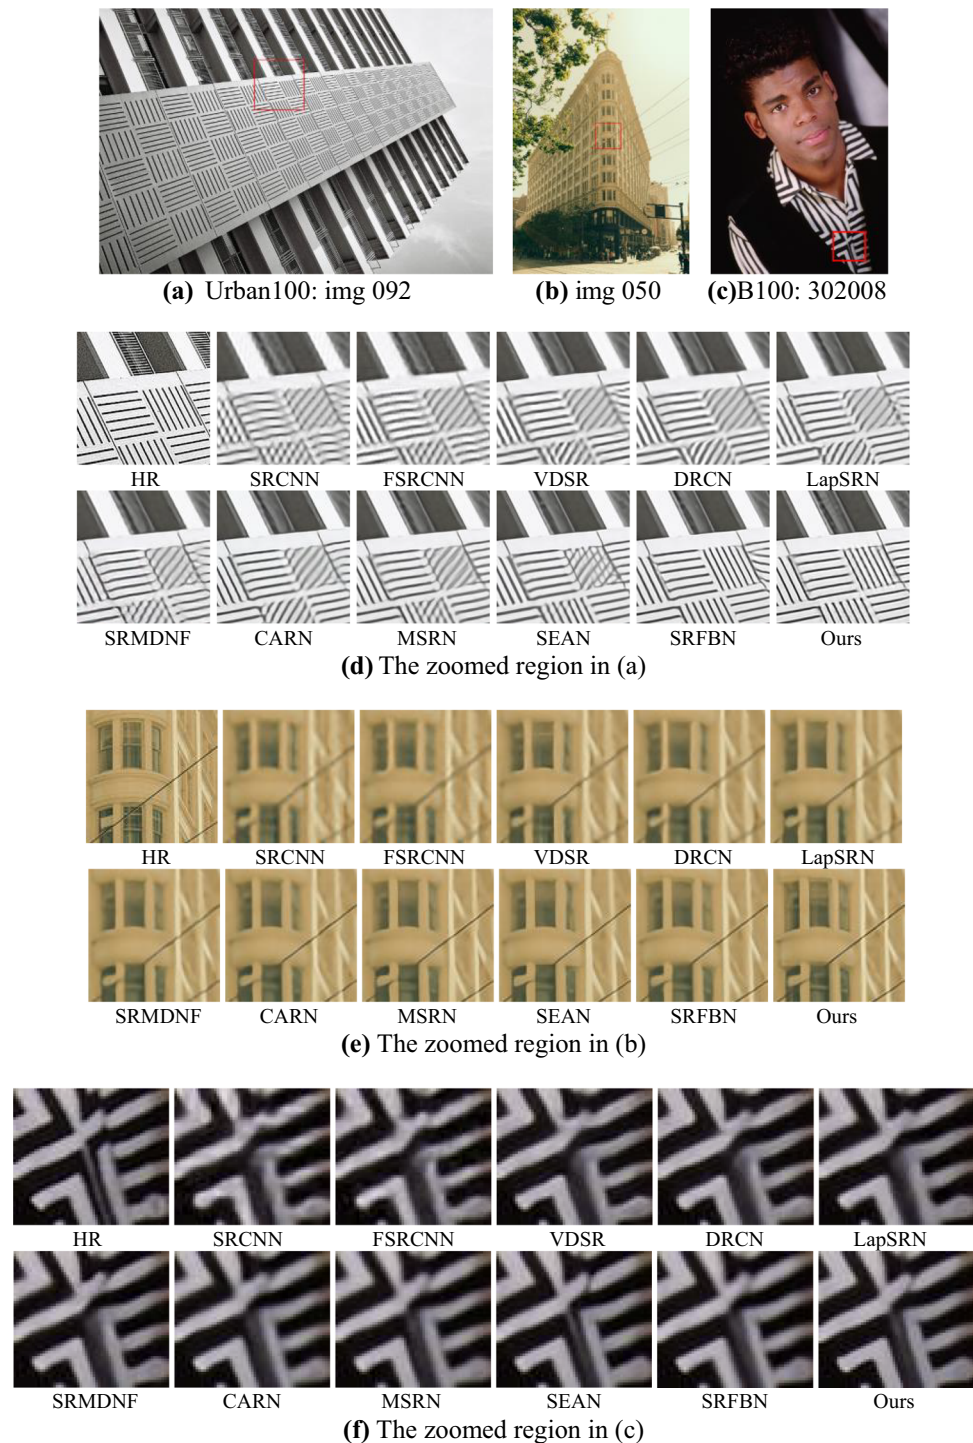 (a) Urban100: img 092
(b) img 050
(c)B100: 302008
HR
SRCNN
FSRCNN
VDSR
DRCN
LapSRN
SRMDNF
CARN
MSRN
SEAN
SRFBN
Ours
(d) The zoomed region in (a)
HR
SRCNN
FSRCNN
VDSR
DRCN
LapSRN
SRMDNF
CARN
MSRN
SEAN
SRFBN
Ours
(e) The zoomed region in (b)
HR
SRCNN
FSRCNN
VDSR
DRCN
LapSRN
SRMDNF
CARN
MSRN
SEAN
SRFBN
Ours
(f) The zoomed region in (c)